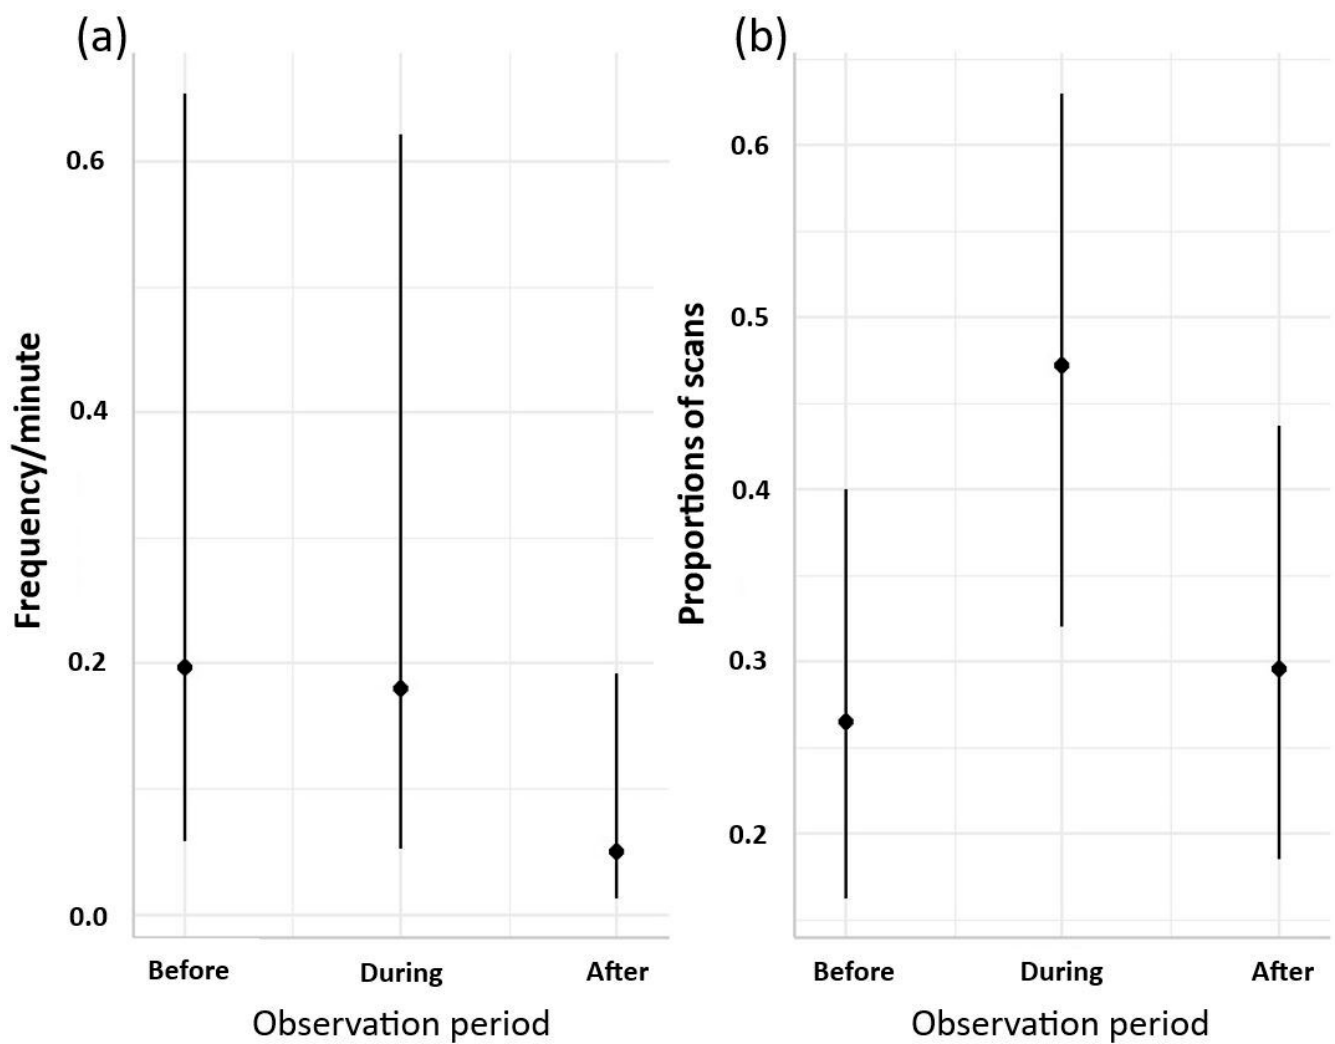 (a)
Frequency/minute
0.6
0.4
0.2
0.0
Before During After
Observation period
(b)
Proportions of scans
0.6
0.5
0.4
0.3
0.2
Before During After
Observation period